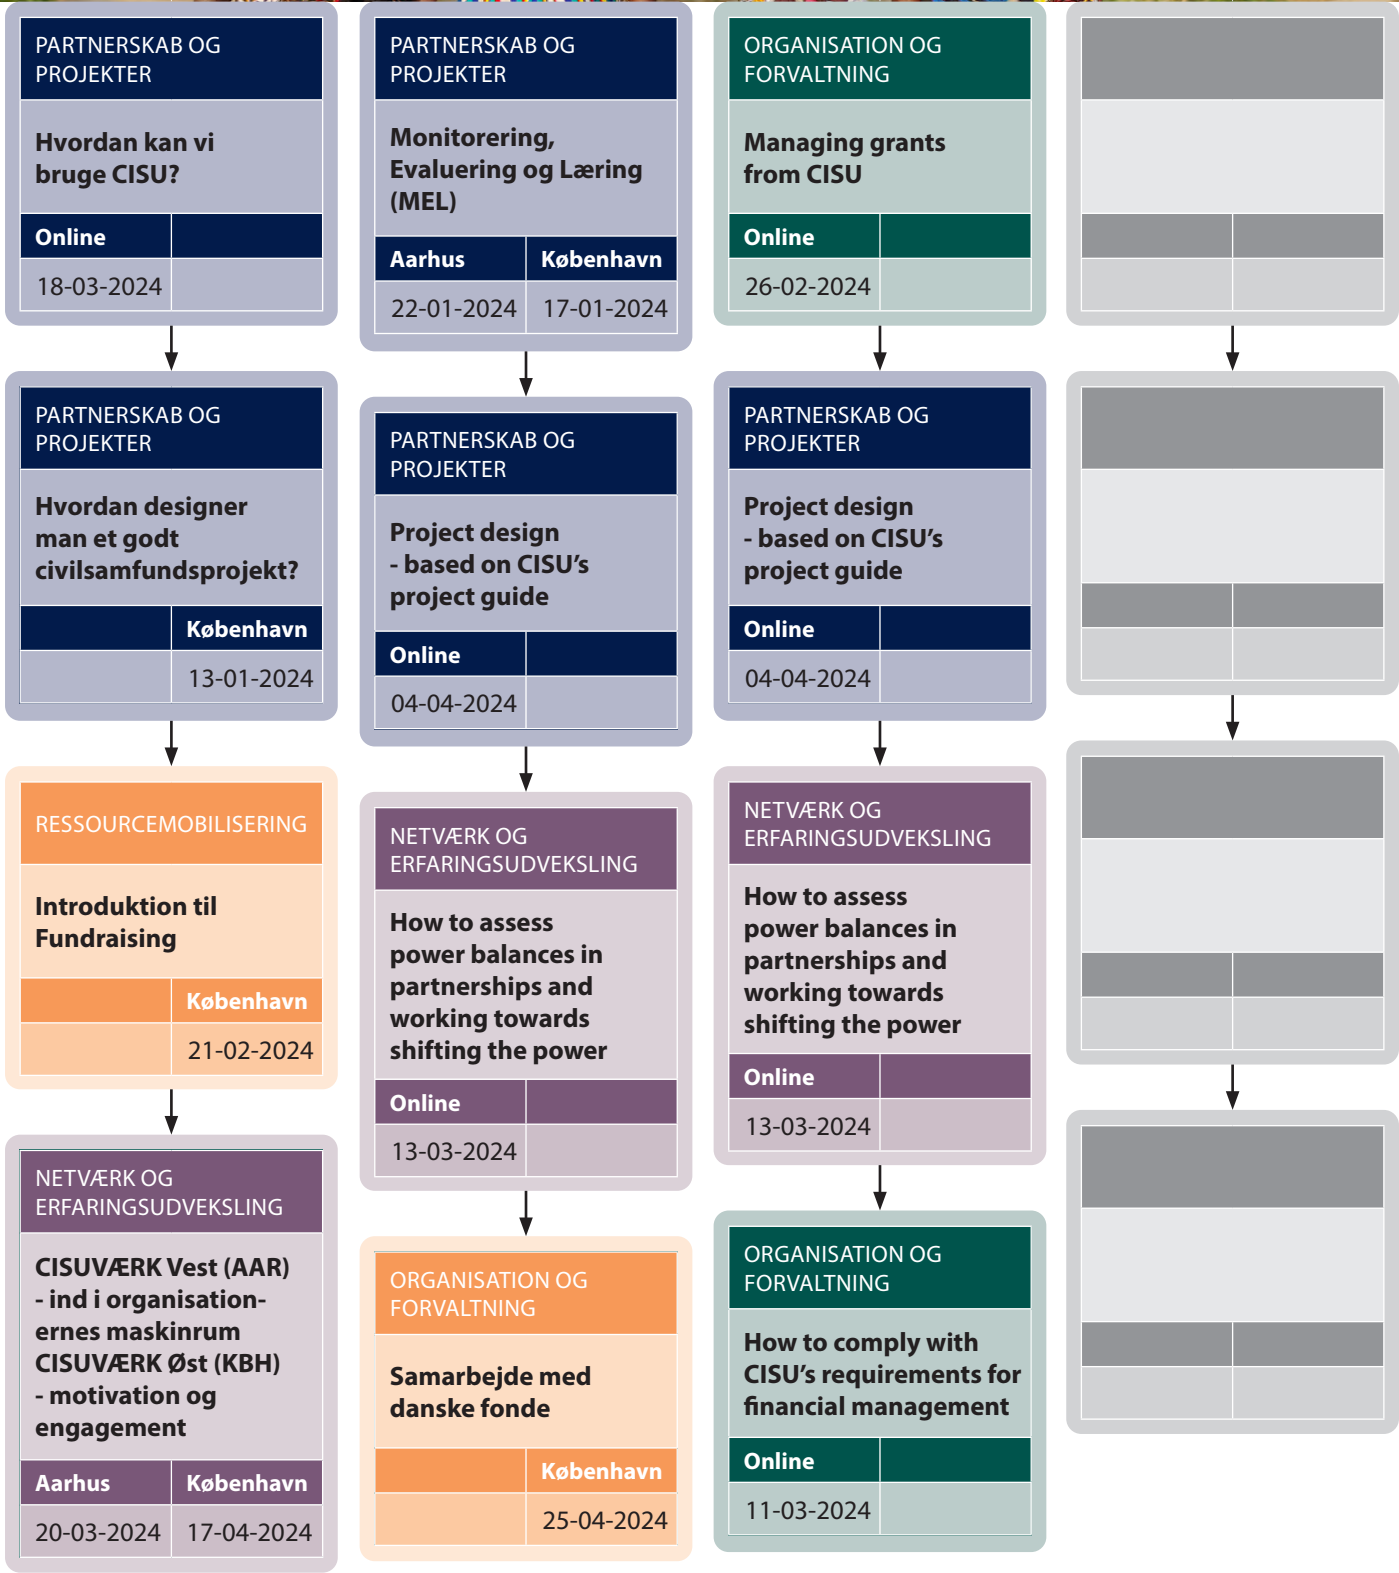 PARTNERSKAB OG
PROJEKTER
Hvordan kan vi
bruge CISU?
Online
18-03-2024
PARTNERSKAB OG
PROJEKTER
Hvordan designer
man et godt
civilsamfundsprojekt?
København
13-01-2024
RESSOURCEMOBILISERING
Introduktion til
Fundraising
København
21-02-2024
NETVÆRK OG
ERFARINGSUDVEKSLING
CISUVÆRK Vest (AAR)
- ind i organisation-
ernes maskinrum
CISUVÆRK Øst (KBH)
- motivation og
engagement
Aarhus København
20-03-2024 17-04-2024
PARTNERSKAB OG
PROJEKTER
Monitorering,
Evaluering og Læring
(MEL)
Aarhus København
22-01-2024 17-01-2024
PARTNERSKAB OG
PROJEKTER
Project design
- based on CISU’s
project guide
Online
04-04-2024
NETVÆRK OG
ERFARINGSUDVEKSLING
How to assess
power balances in
partnerships and
working towards
shifting the power
Online
13-03-2024
ORGANISATION OG
FORVALTNING
Samarbejde med
danske fonde
København
25-04-2024
ORGANISATION OG
FORVALTNING
Managing grants
from CISU
Online
26-02-2024
PARTNERSKAB OG
PROJEKTER
Project design
- based on CISU’s
project guide
Online
04-04-2024
NETVÆRK OG
ERFARINGSUDVEKSLING
How to assess
power balances in
partnerships and
working towards
shifting the power
Online
13-03-2024
ORGANISATION OG
FORVALTNING
How to comply with
CISU’s requirements for
financial management
Online
11-03-2024